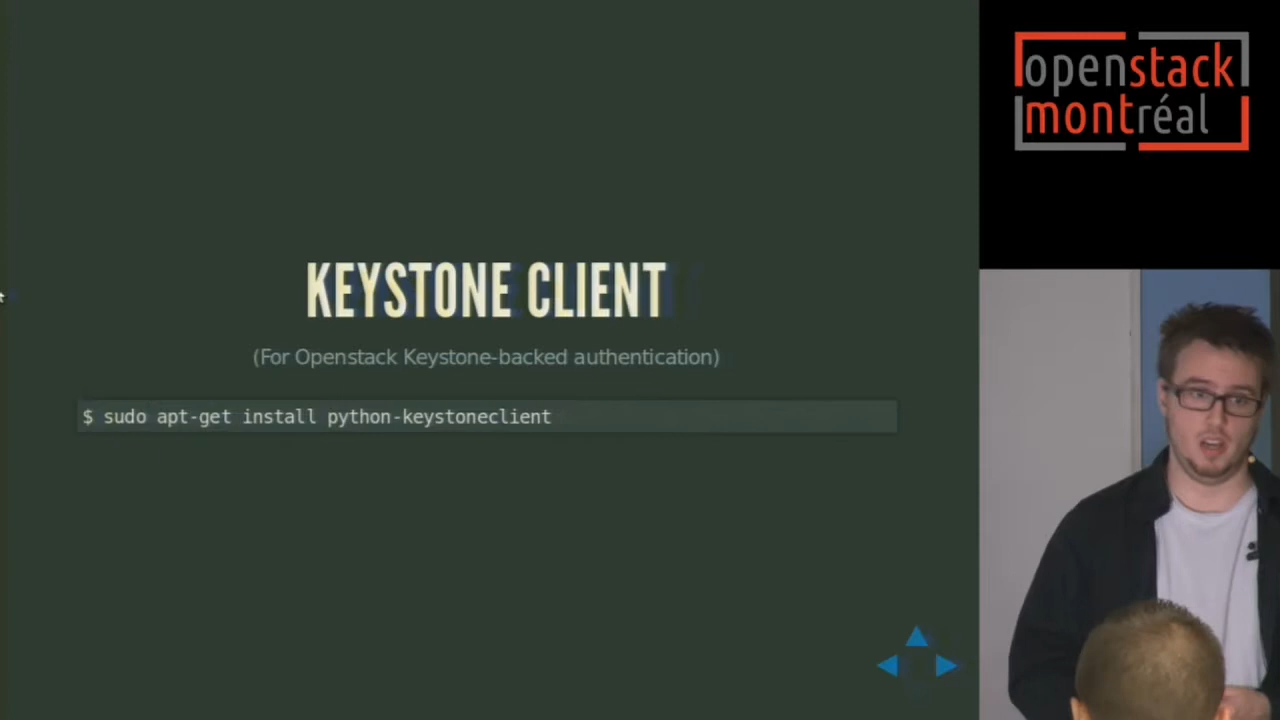 KEYSTONE CLIENT
(For Openstack Keystone-backed authentication)
$ sudo apt-get install python-keystoneclient
openstack
montréal